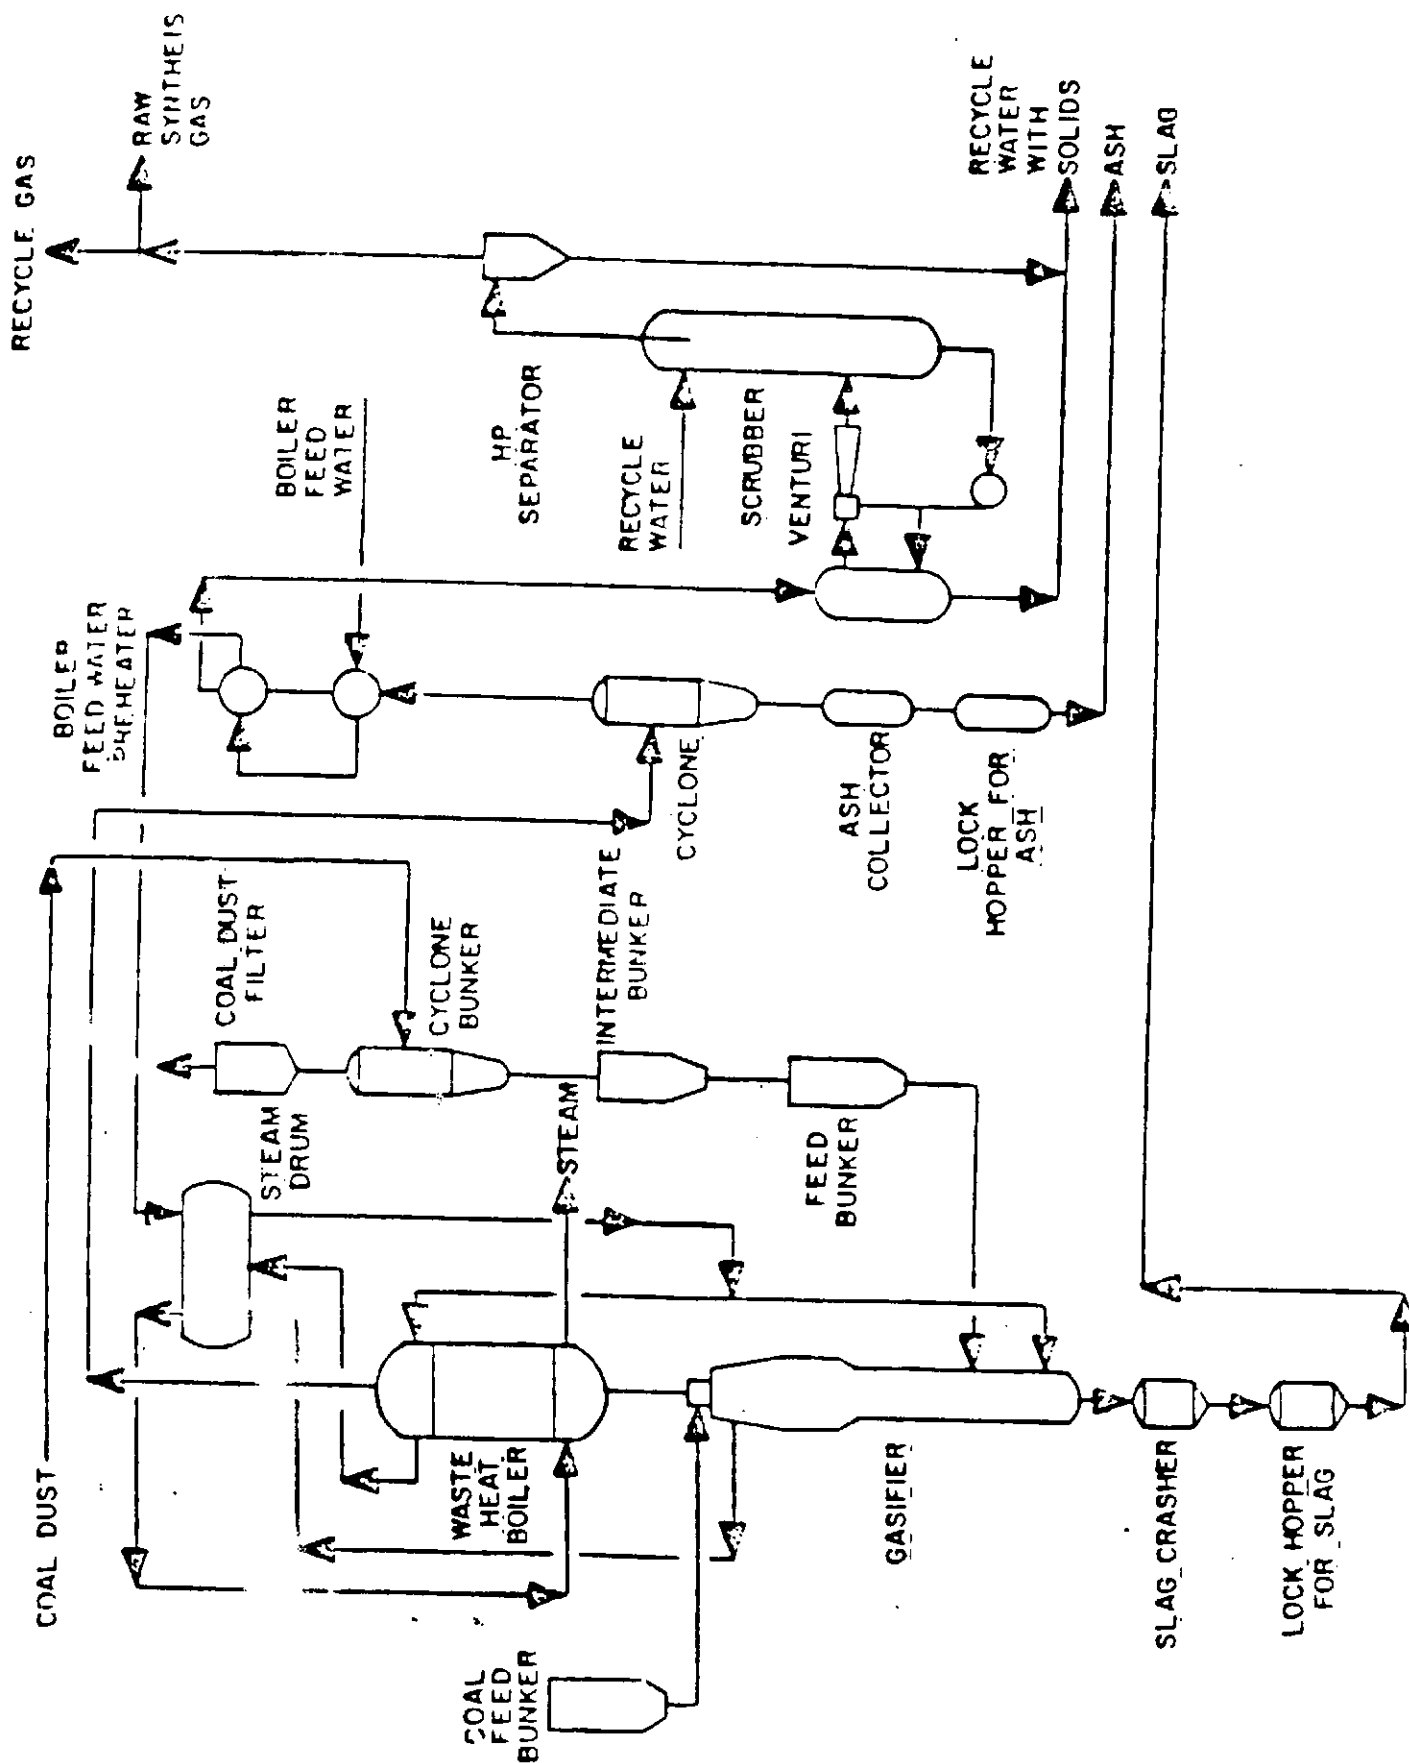 RECYCLE GAS
RAW
SYNTHEIS
GAS
BOILER
FEED WATER
PREHEATER
BOILER
FEED
WATER
HP
SEPARATOR
RECYCLE
WATER
SCRUBBER
VENTURI
RECYCLE
WATER
WITH
SOLIDS
ASH
SLAG
COAL DUST
COAL DUST
FILTER
STEAM
DRUM
CYCLONE
BUNKER
INTERMEDIATE
BUNKER
CYCLONE
ASH
COLLECTOR
LOCK
HOPPER FOR
ASH
STEAM
FEED
BUNKER
WASTE
HEAT
BOILER
GASIFIER
COAL
FEED
BUNKER
SLAG CRASHER
LOCK HOPPER
FOR SLAG